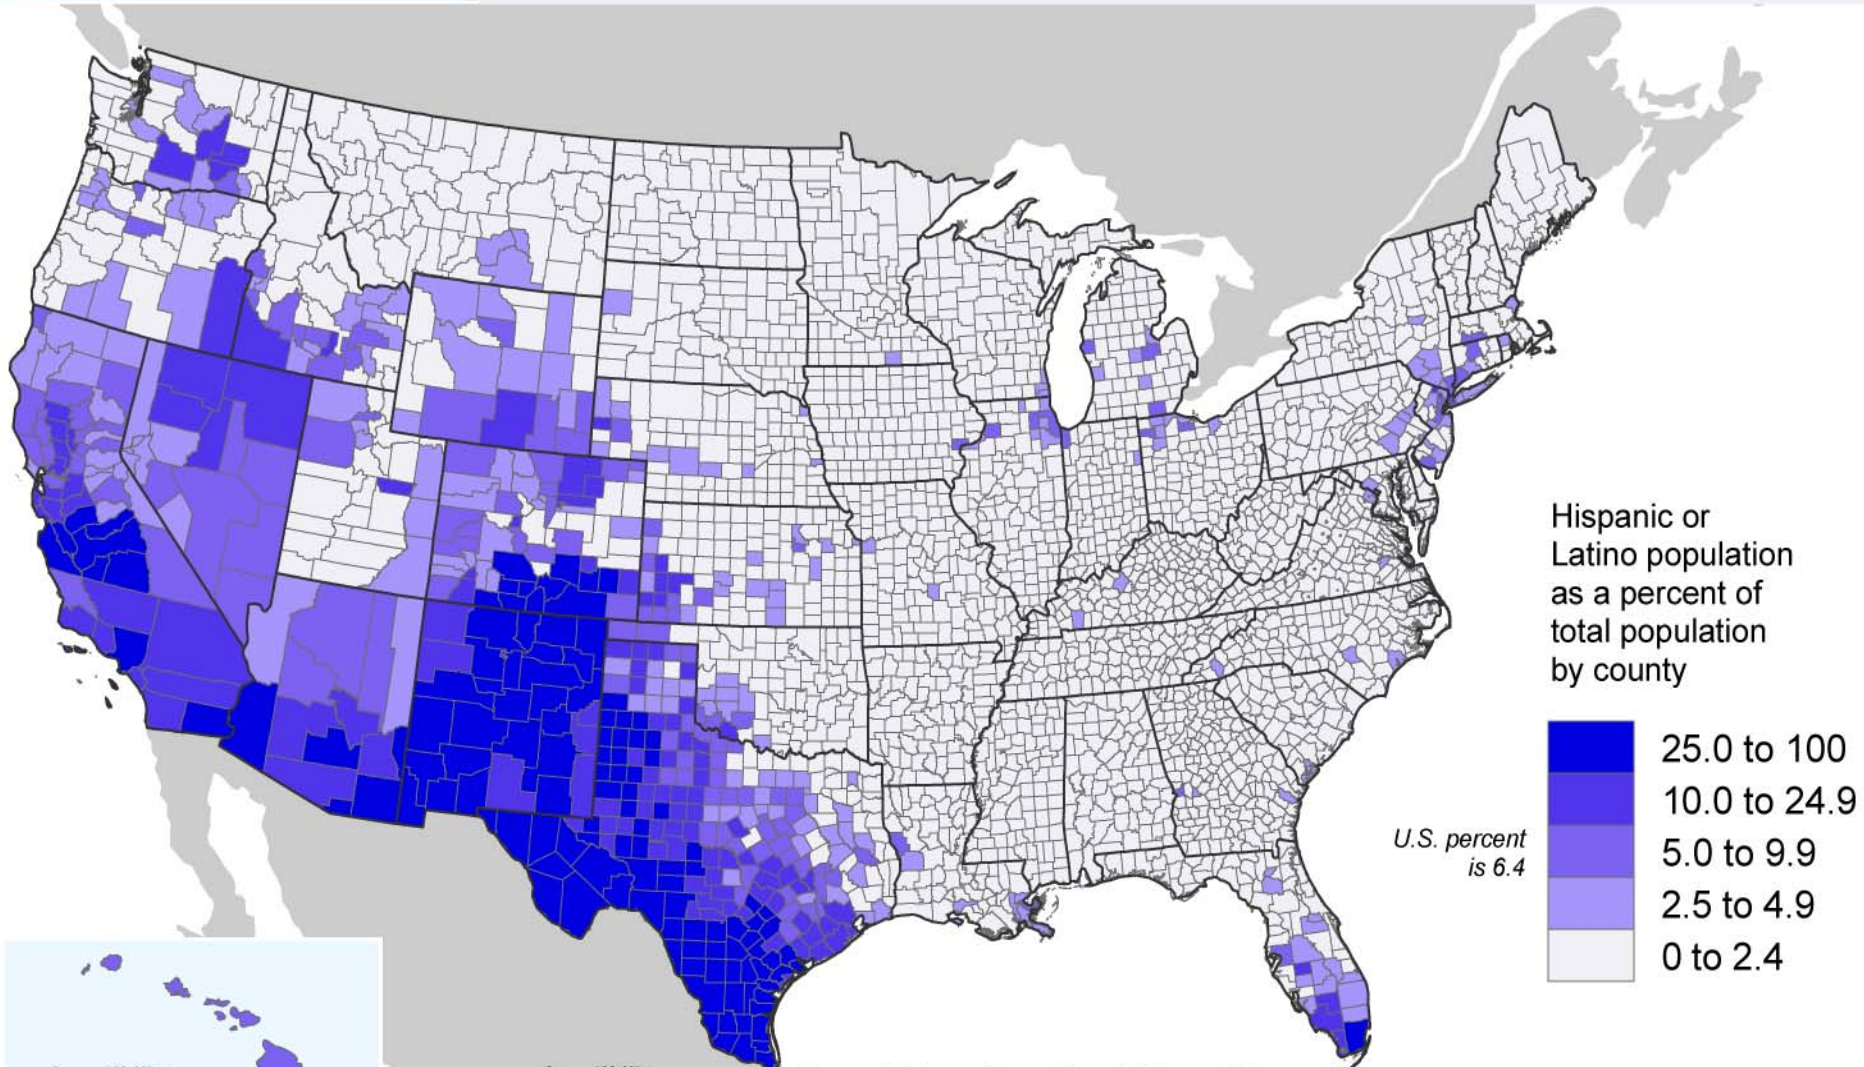 Hispanic or
Latino population
as a percent of
total population
by county
25.0 to 100
10.0 to 24.9
U.S. percent
is 6.4
5.0 to 9.9
2.5 to 4.9
0 to 2.4